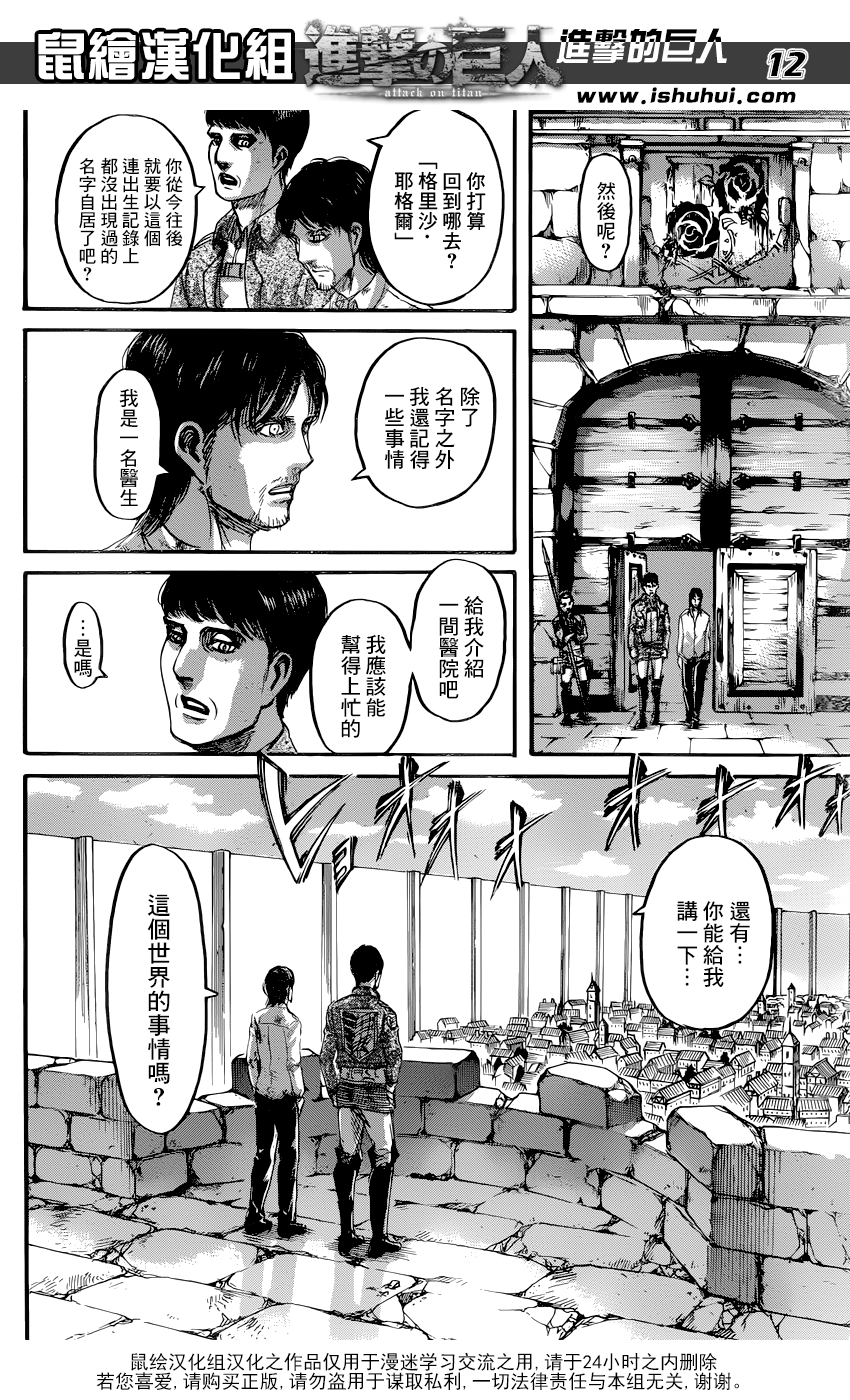 鼠繪漢化組
進撃の巨人
attack on titan
進擊的巨人
12
www.ishuhui.com
然後呢？
你打算
回到哪去？
「格里沙．
耶格爾」
你從今往後
就要以這個
連出生記錄上
都沒出現過的
名字自居了吧？
除了
名字之外
我還記得
一些事情
我是一名醫生
給我介紹
一間醫院吧
我應該能
幫得上忙的
…是嗎
還有…
你能給我
講一下…
這個世界的事情嗎？
鼠绘汉化组汉化之作品仅用于漫迷学习交流之用,请于24小时之内删除
若您喜爱,请购买正版,请勿盗用于谋取私利,一切法律责任与本组无关,谢谢。